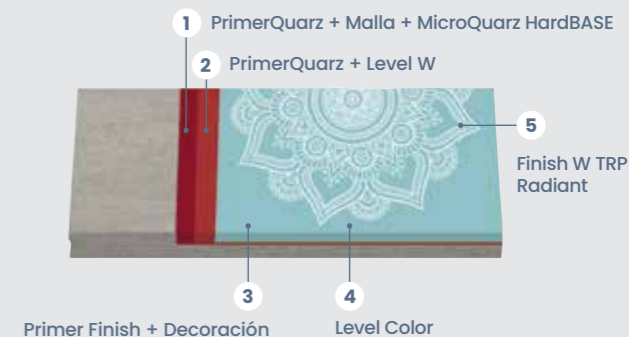 1 PrimerQuarz + Malla + MicroQuarz HardBASE
2 PrimerQuarz + Level W
5
Finish W TRP
Radiant
3
Primer Finish + Decoración
4
Level Color